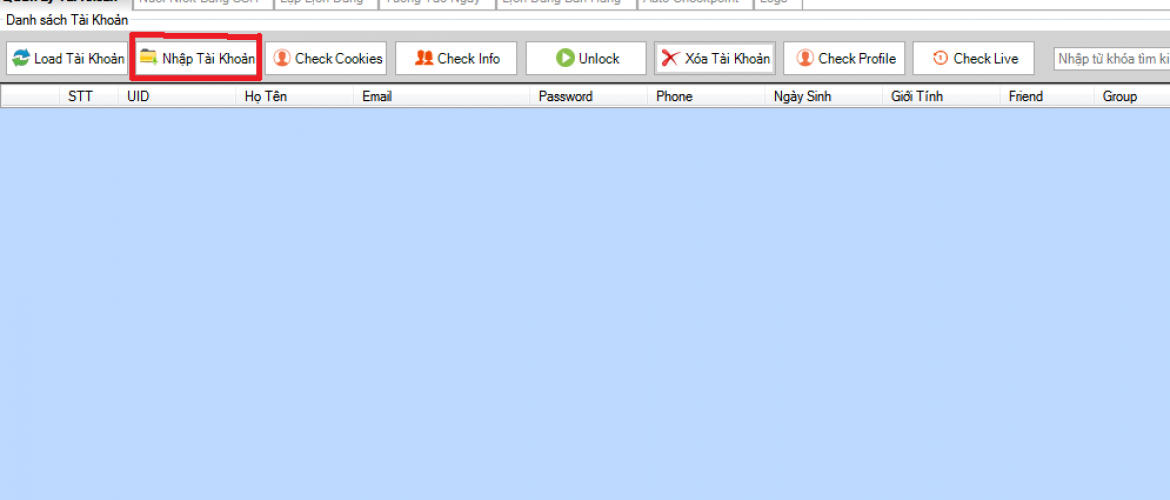 Danh sách Tài Khoản
Load Tài Khoản Nhập Tài Khoản Check Cookies Check Info Unlock Xóa Tài Khoản Check Profile Check Live Nhập từ khóa tìm ki
STT UID Họ Tên Email Password Phone Ngày Sinh Giới Tính Friend Group